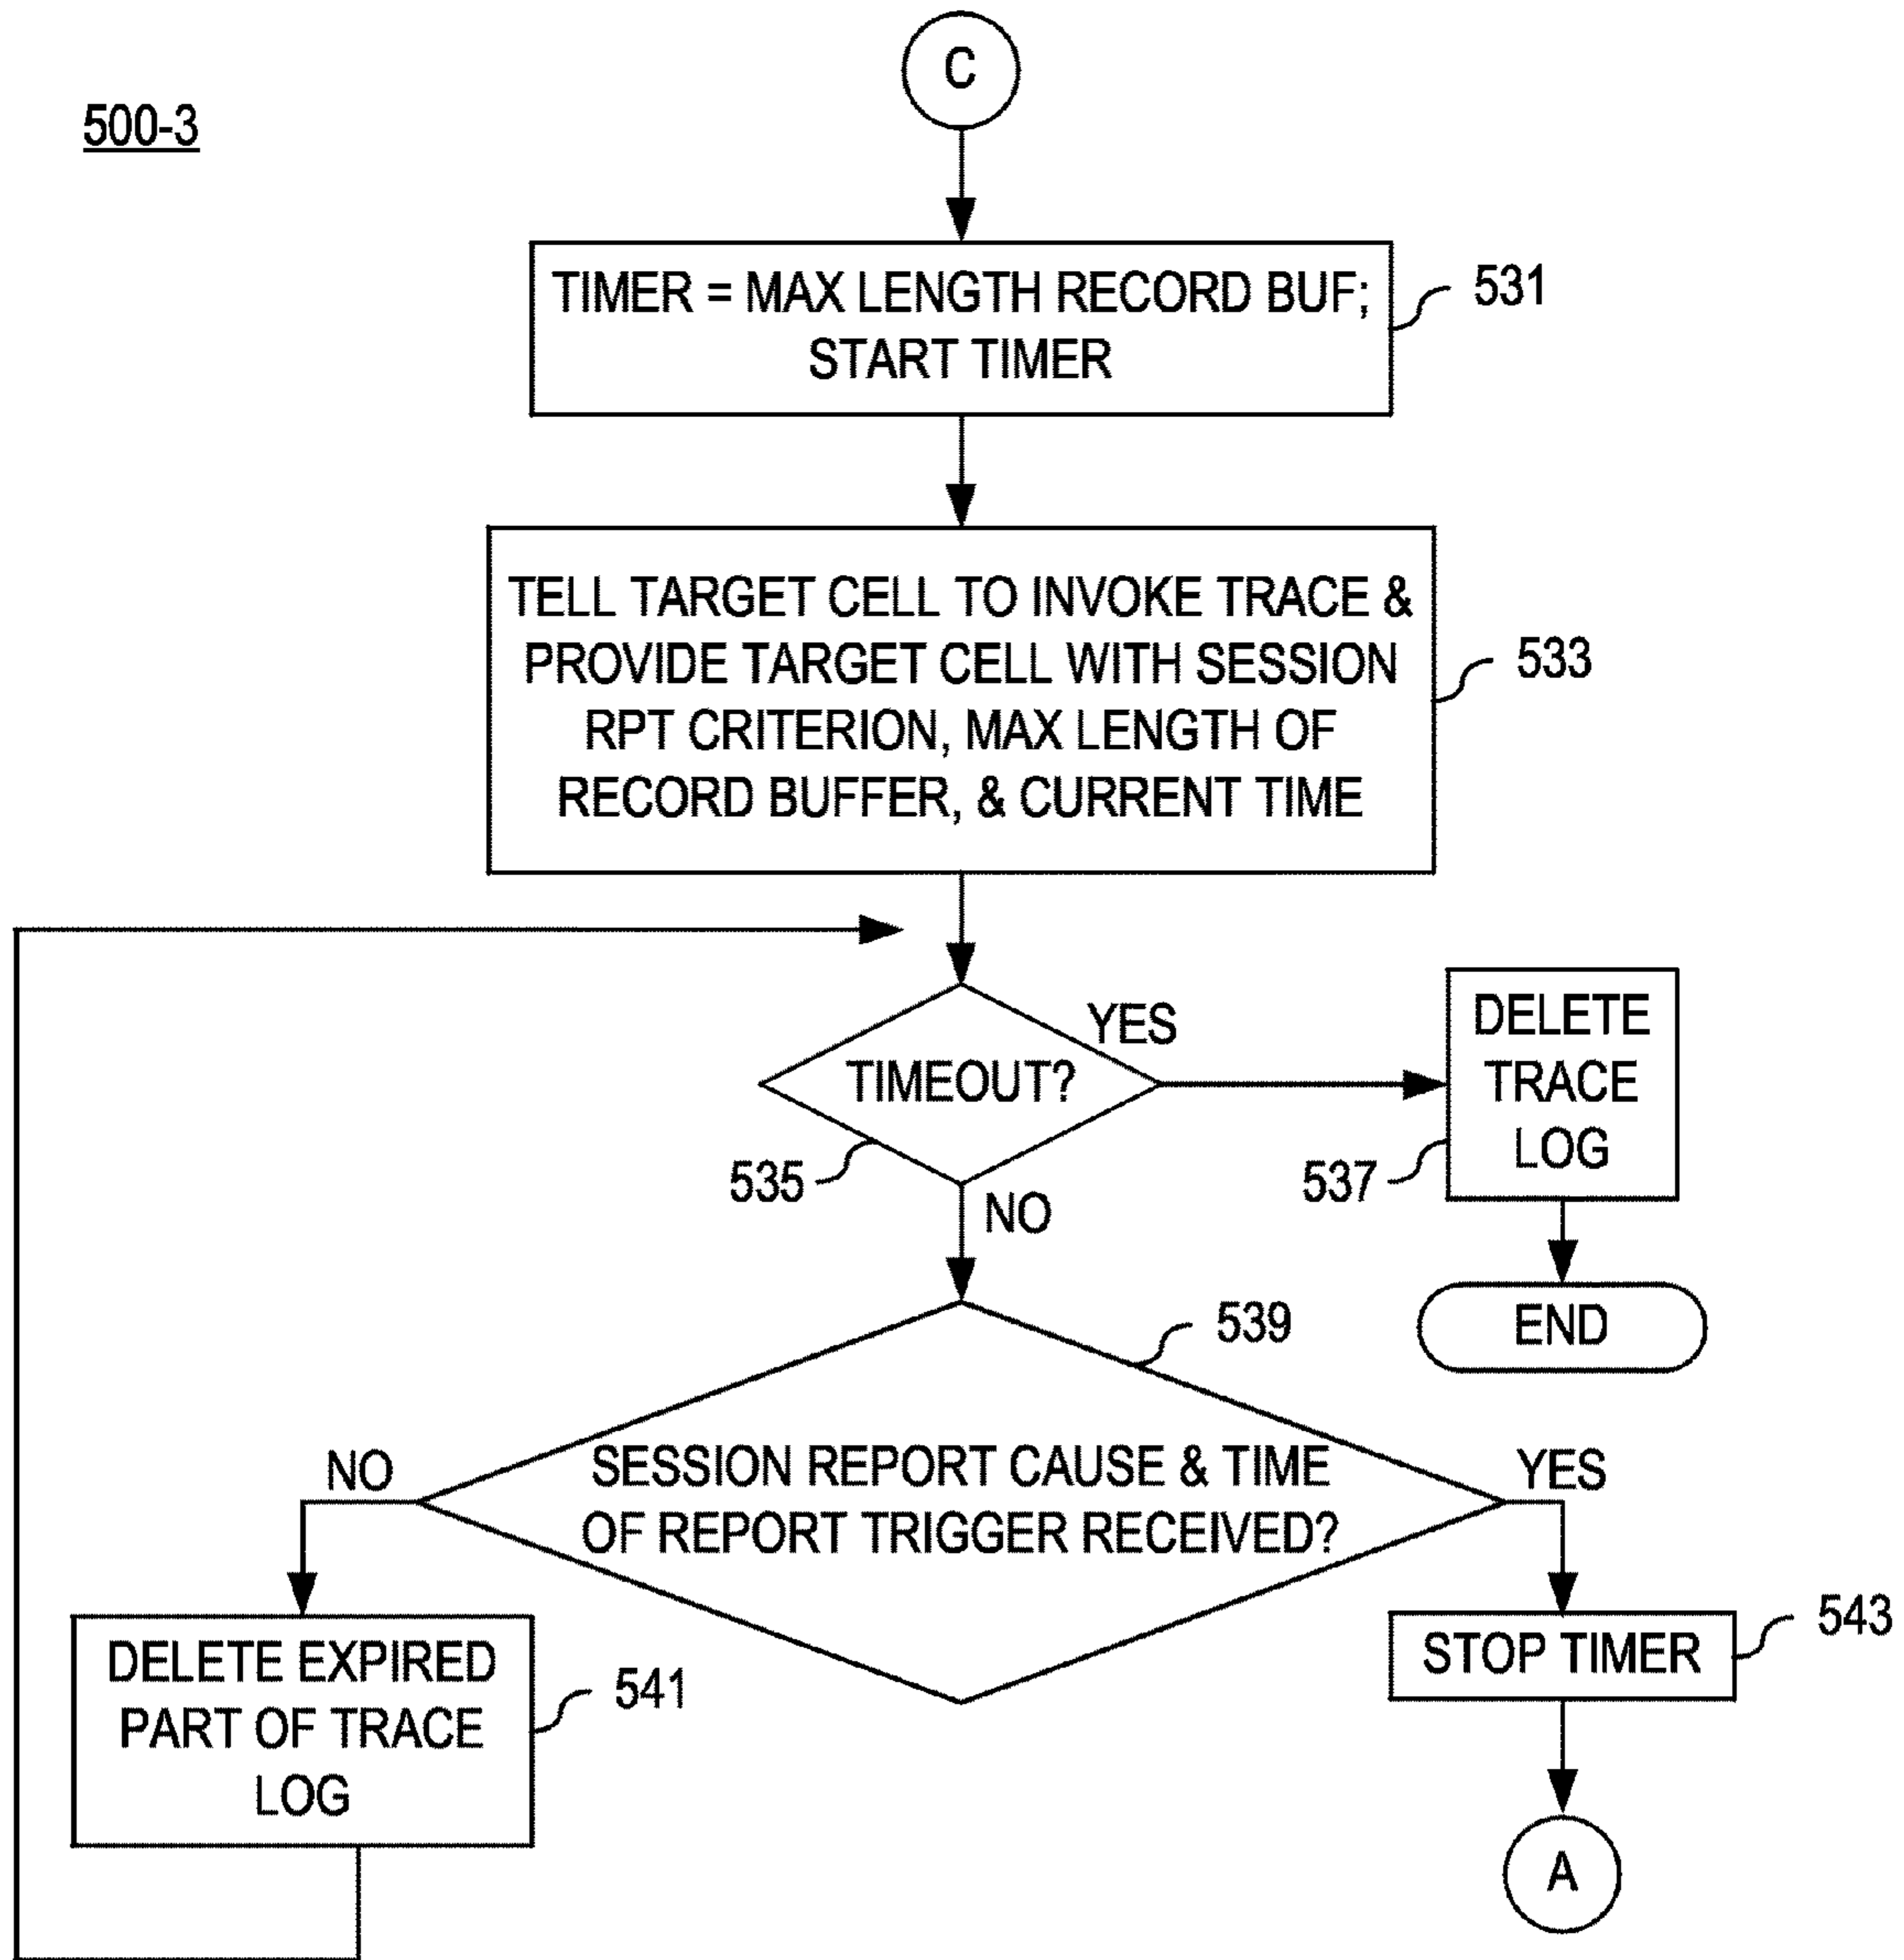 C
500-3
TIMER = MAX LENGTH RECORD BUF;
START TIMER
531
TELL TARGET CELL TO INVOKE TRACE &
PROVIDE TARGET CELL WITH SESSION
RPT CRITERION, MAX LENGTH OF
RECORD BUFFER, & CURRENT TIME
533
TIMEOUT?
535
YES
NO
DELETE
TRACE
LOG
537
END
539
SESSION REPORT CAUSE & TIME
OF REPORT TRIGGER RECEIVED?
NO
YES
DELETE EXPIRED
PART OF TRACE
LOG
541
STOP TIMER
543
A